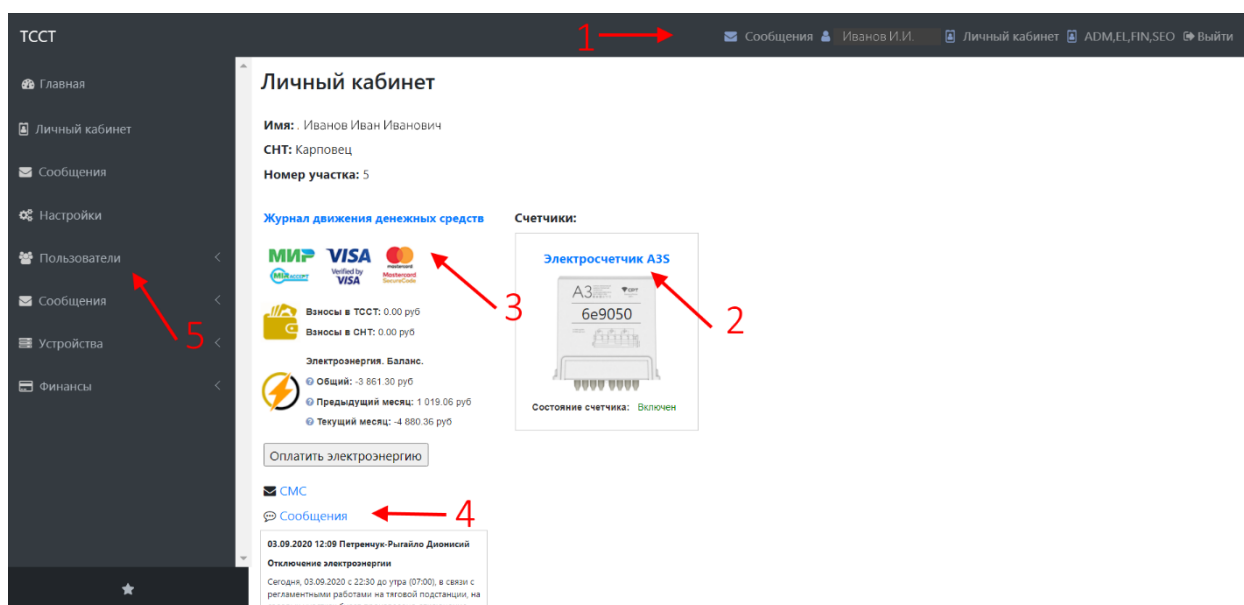 ТССТ
1
Сообщения Иванов И.И. Личный кабинет ADM,EL,FIN,SEO Выйти
Главная
Личный кабинет
Сообщения
Настройки
Пользователи
Сообщения
Устройства
Финансы
5
Личный кабинет
Имя: . Иванов Иван Иванович
СНТ: Карповец
Номер участка: 5
Журнал движения денежных средств
МИР VISA mastercard
MIRACCEPT Verified by VISA Mastercard SecureCode
3
Взносы в ТССТ: 0.00 руб
Взносы в СНТ: 0.00 руб
Электроэнергия. Баланс.
Общий: -3 861.30 руб
Предыдущий месяц: 1 019.06 руб
Текущий месяц: -4 880.36 руб
Оплатить электроэнергию
Счетчики:
Электросчетчик A3S
A3
6e9050
2
Состояние счетчика: Включен
СМС
Сообщения
4
03.09.2020 12:09 Петренчук-Рыгайло Дионисий
Отключение электроэнергии
Сегодня, 03.09.2020 с 22:30 до утра (07:00), в связи с
регламентными работами на тяговой подстанции, на